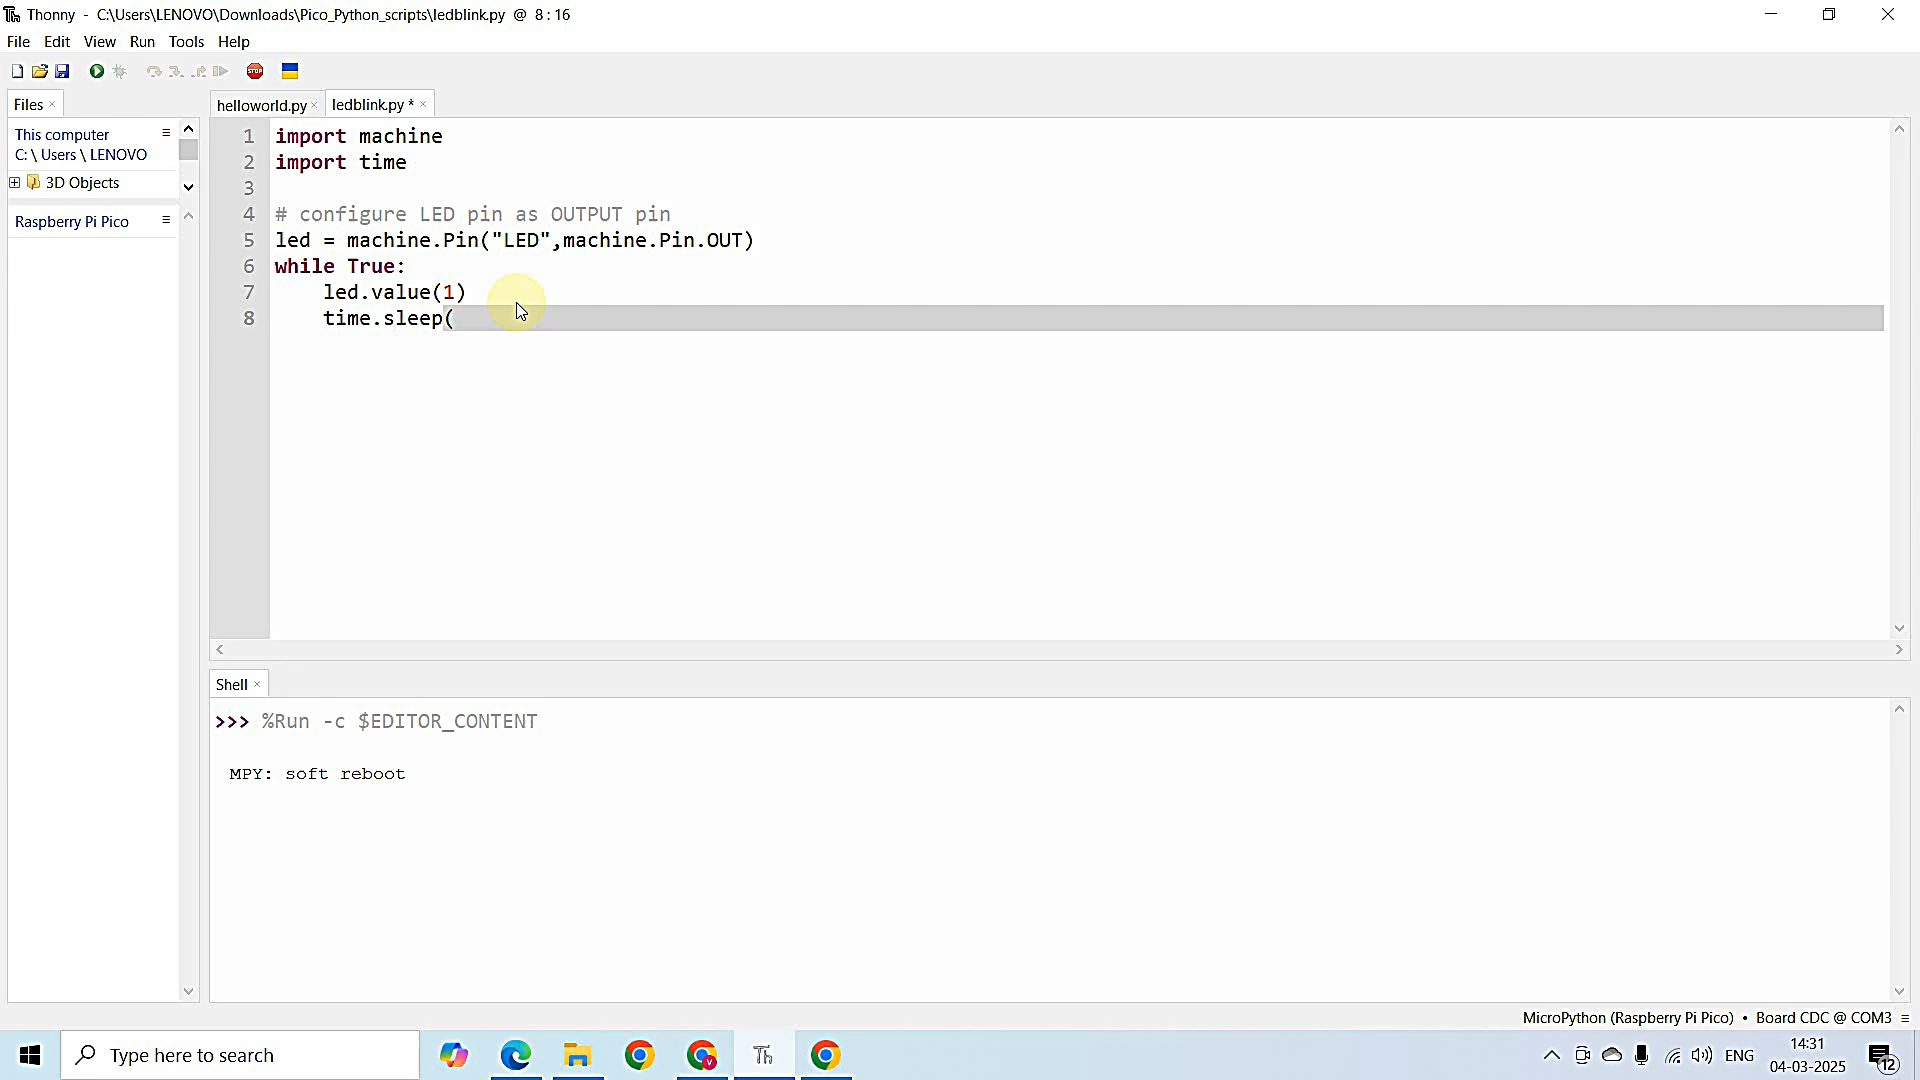 Th Thonny - C:\Users\LENOVO\Downloads\Pico_Python_scripts\ledblink.py @ 8 : 16
File Edit View Run Tools Help
STOP
Files ×
helloworld.py ×
ledblink.py * ×
This computer
C: \ Users \ LENOVO
3D Objects
Raspberry Pi Pico
1 import machine
2 import time
3
4 # configure LED pin as OUTPUT pin
5 led = machine.Pin("LED",machine.Pin.OUT)
6 while True:
7 led.value(1)
8 time.sleep(
Shell ×
>>> %Run -c $EDITOR_CONTENT
MPY: soft reboot
MicroPython (Raspberry Pi Pico) • Board CDC @ COM3 ≡
Type here to search
V
Th
ENG
14:31
04-03-2025
12